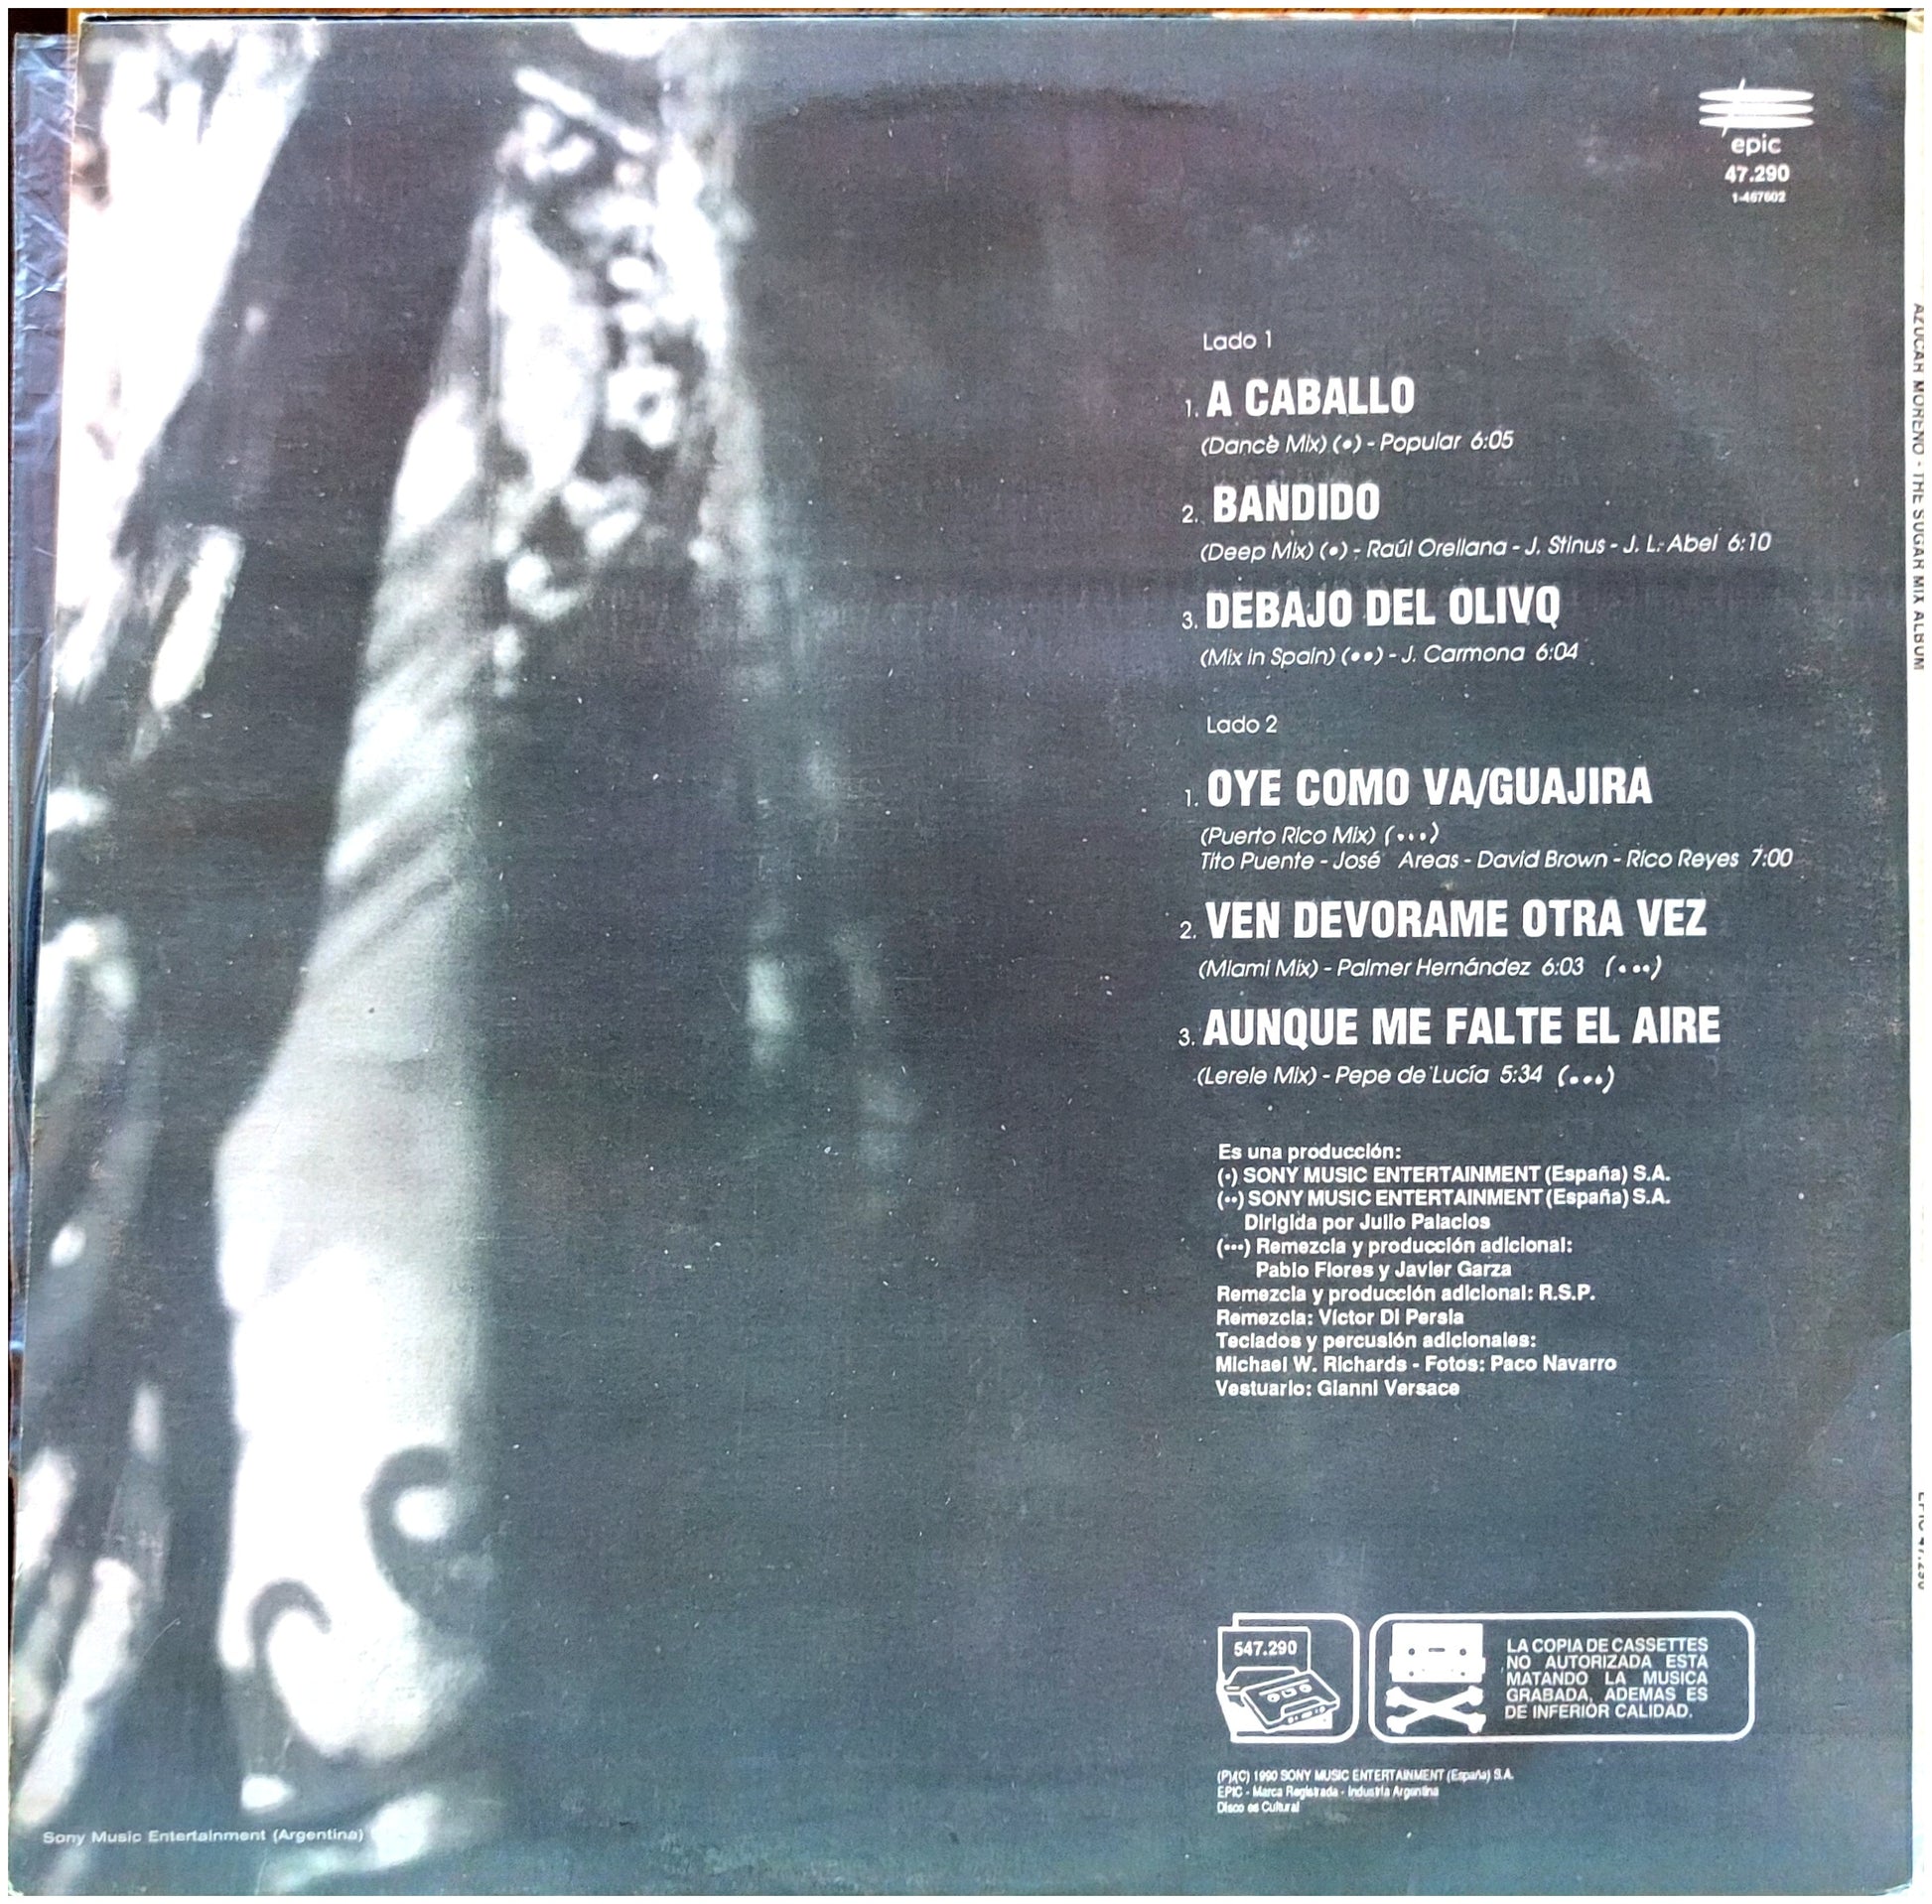 epic
47.290
1-467602
Lado 1
1. A CABALLO
(Dance Mix) (•) - Popular 6:05
2. BANDIDO
(Deep Mix) (•) - Raúl Orellana - J. Stinus - J. L. Abel 6:10
3. DEBAJO DEL OLIVO
(Mix in Spain) (••) - J. Carmona 6:04
Lado 2
1. OYE COMO VA/GUAJIRA
(Puerto Rico Mix) (•••)
Tito Puente - José Areas - David Brown - Rico Reyes 7:00
2. VEN DEVORAME OTRA VEZ
(Miami Mix) - Palmer Hernández 6:03 (•••)
3. AUNQUE ME FALTE EL AIRE
(Lerele Mix) - Pepe de Lucía 5:34 (•••)
Es una producción:
(•) SONY MUSIC ENTERTAINMENT (España) S.A.
(••) SONY MUSIC ENTERTAINMENT (España) S.A.
Dirigida por Julio Palacios
(•••) Remezcla y producción adicional:
Pablo Flores y Javier Garza
Remezcla y producción adicional: R.S.P.
Remezcla: Víctor Di Persia
Teclados y percusión adicionales:
Michael W. Richards - Fotos: Paco Navarro
Vestuario: Gianni Versace
547.290
LA COPIA DE CASSETTES
NO AUTORIZADA ESTA
MATANDO LA MUSICA
GRABADA, ADEMAS ES
DE INFERIOR CALIDAD.
(P)(C) 1990 SONY MUSIC ENTERTAINMENT (España) S.A.
EPIC - Marca Registrada - Industria Argentina
Disco es Cultural
Sony Music Entertainment (Argentina)
AZUCAR MORENO - THE SUGAR MIX ALBUM
EPIC 47.290